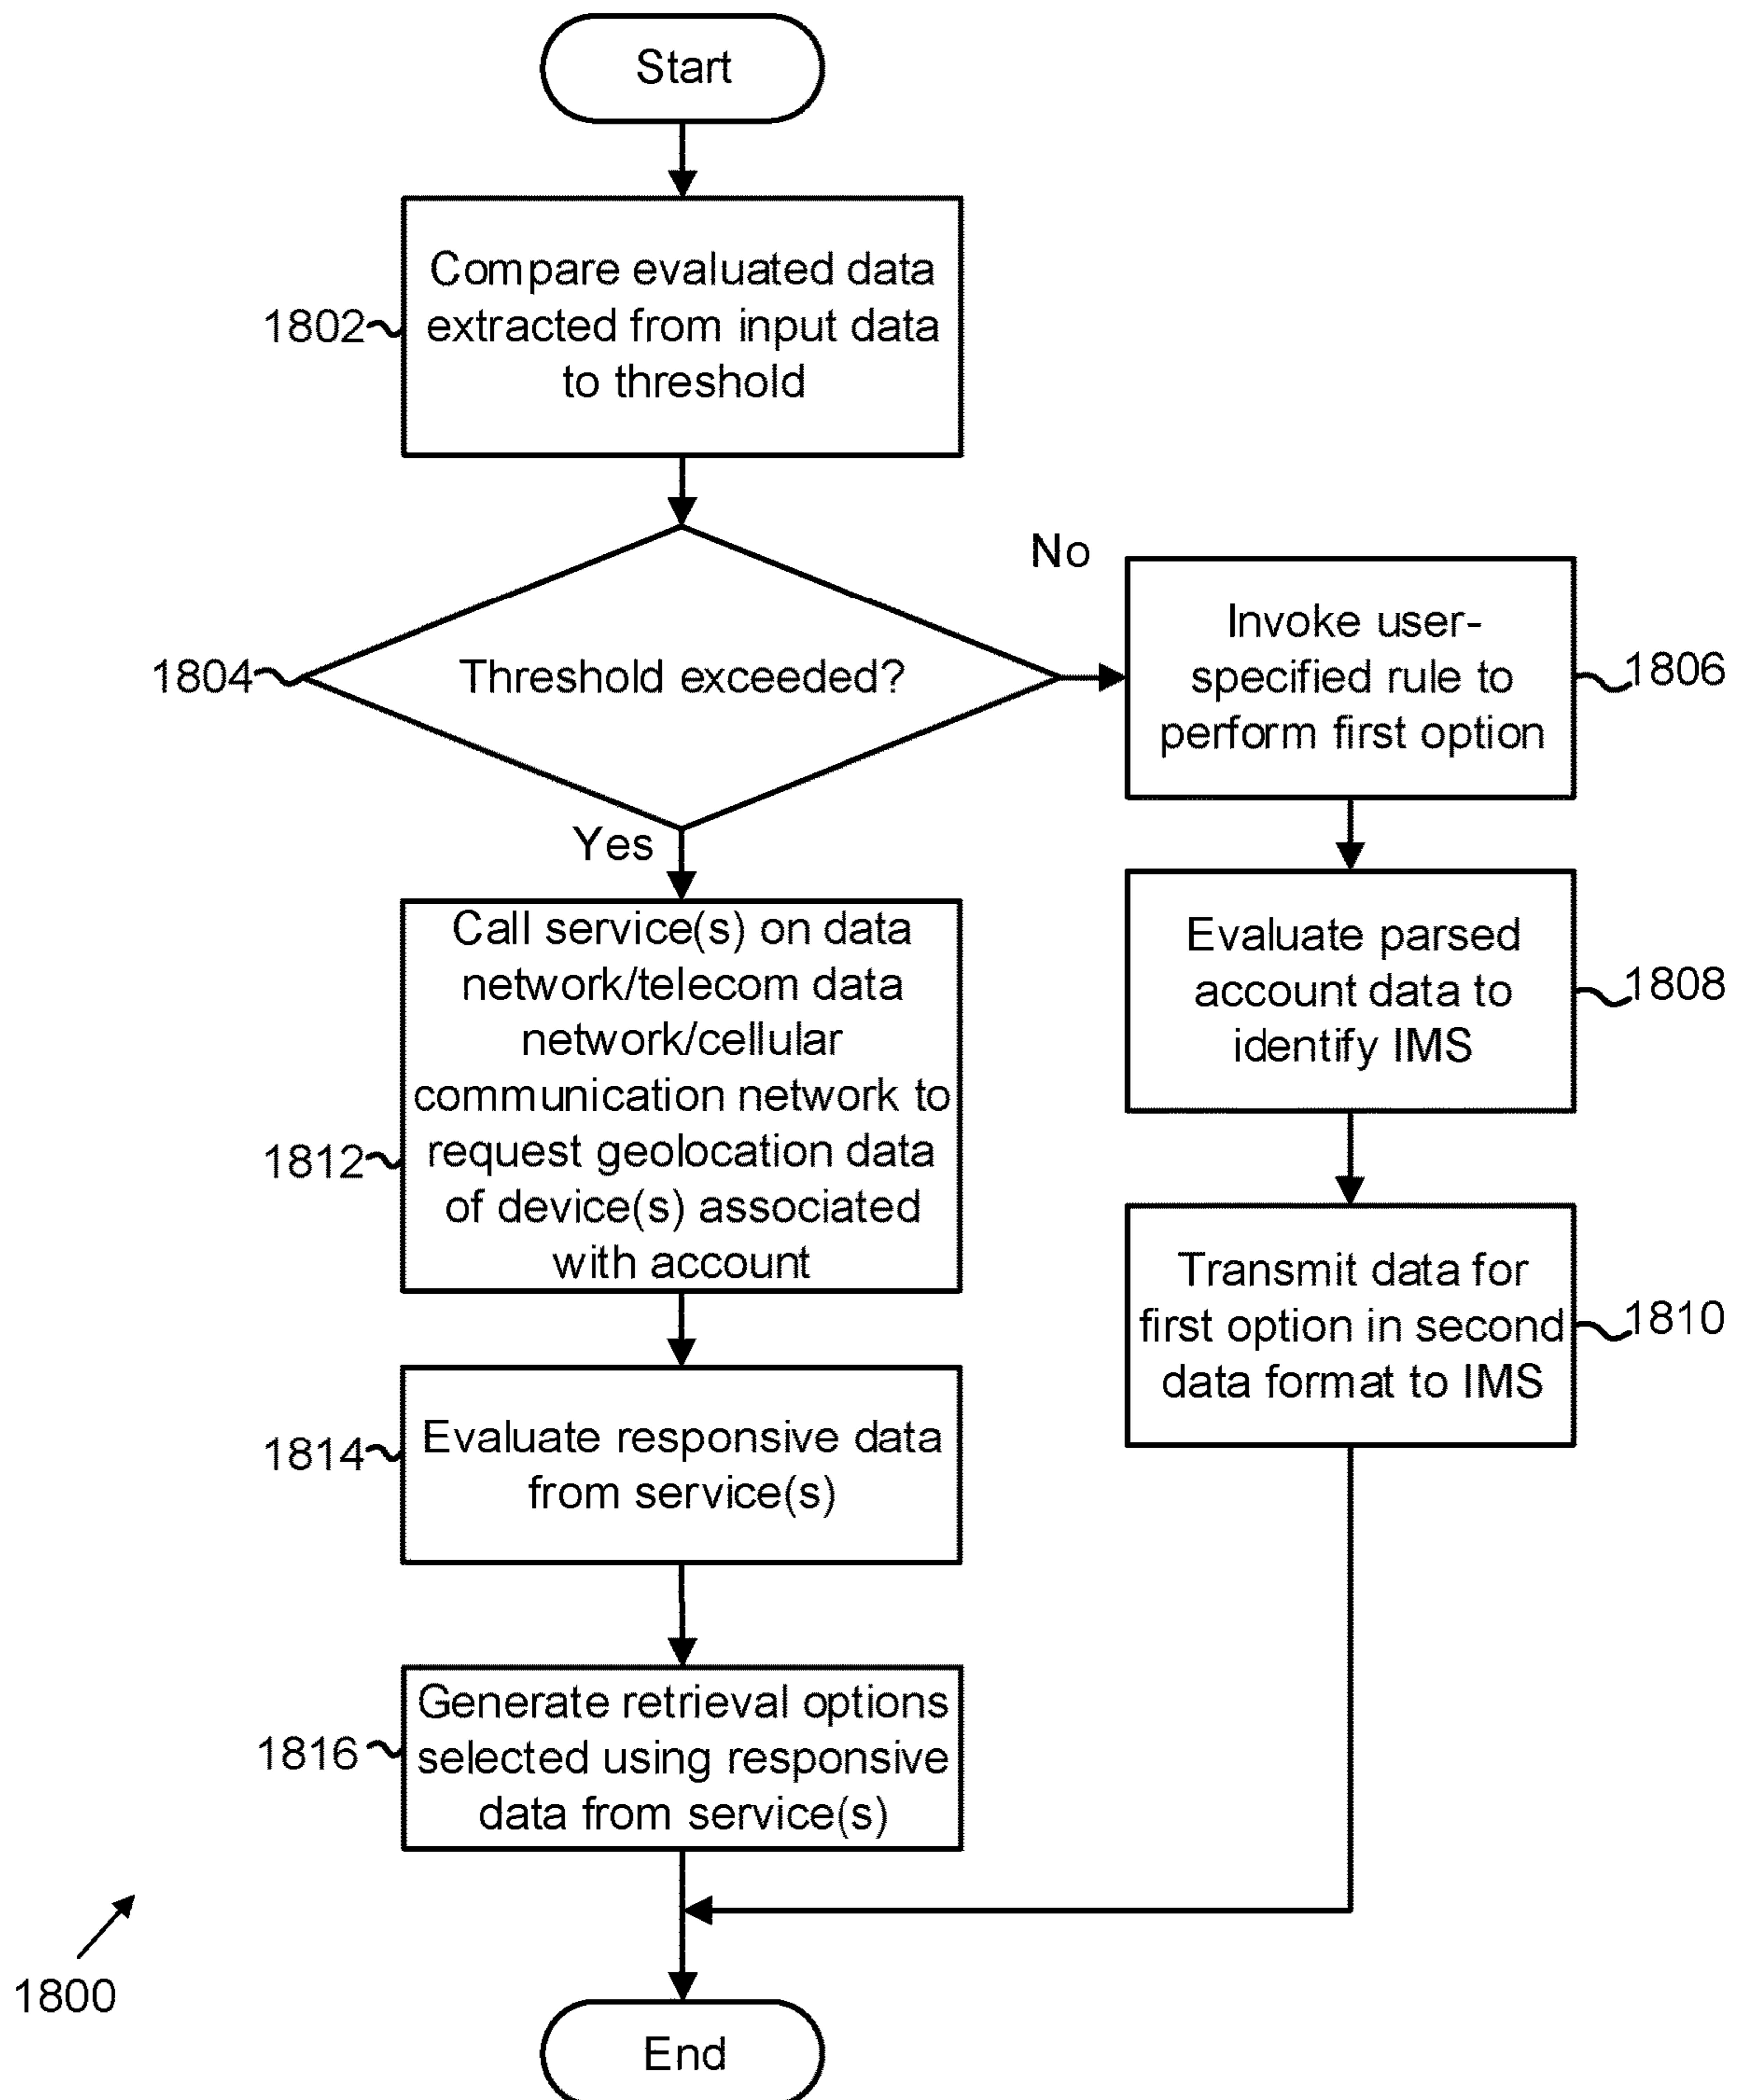 Start
Compare evaluated data
extracted from input data
to threshold
1802
Threshold exceeded?
1804
No
Yes
Invoke user-
specified rule to
perform first option
1806
Evaluate parsed
account data to
identify IMS
1808
Transmit data for
first option in second
data format to IMS
1810
Call service(s) on data
network/telecom data
network/cellular
communication network to
request geolocation data
of device(s) associated
with account
1812
Evaluate responsive data
from service(s)
1814
Generate retrieval options
selected using responsive
data from service(s)
1816
1800
End